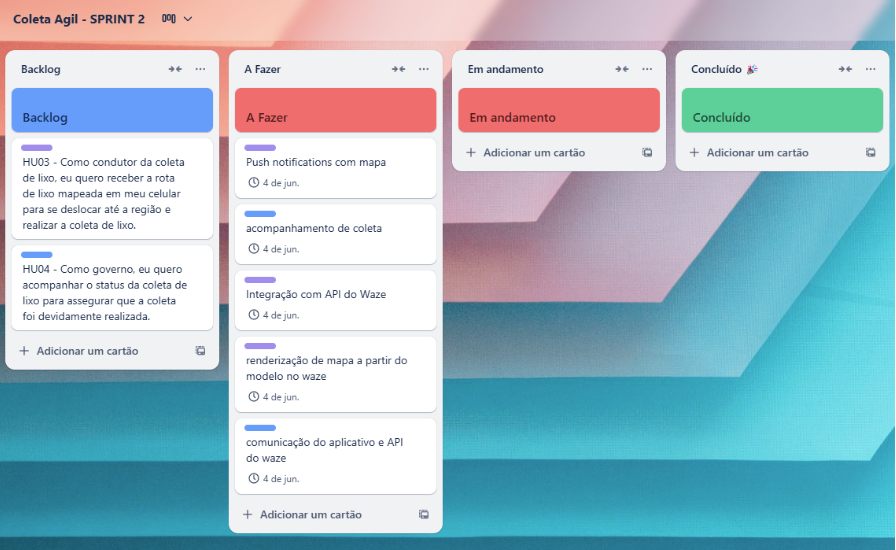 Coleta Agil - SPRINT 2
Backlog
Backlog
HU03 - Como condutor da coleta
de lixo, eu quero receber a rota
de lixo mapeada em meu celular
para se deslocar até a região e
realizar a coleta de lixo.
HU04 - Como governo, eu quero
acompanhar o status da coleta de
lixo para assegurar que a coleta
foi devidamente realizada.
Adicionar um cartão
A Fazer
A Fazer
Push notifications com mapa
4 de jun.
acompanhamento de coleta
4 de jun.
Integração com API do Waze
4 de jun.
renderização de mapa a partir do
modelo no waze
4 de jun.
comunicação do aplicativo e API
do waze
4 de jun.
Adicionar um cartão
Em andamento
Em andamento
Adicionar um cartão
Concluído 🎉
Concluído
Adicionar um cartão